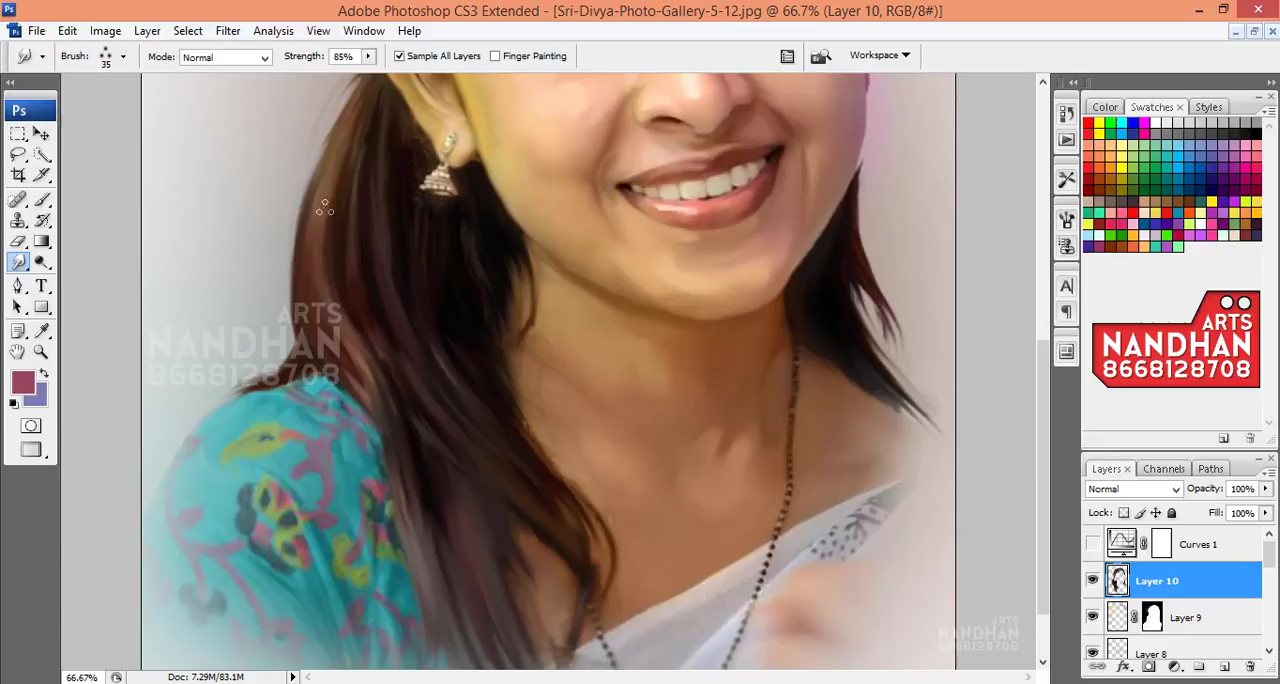 Adobe Photoshop CS3 Extended - [Sri-Divya-Photo-Gallery-5-12.jpg @ 66.7% (Layer 10, RGB/8#)]
File Edit Image Layer Select Filter Analysis View Window Help
Brush: 35 Mode: Normal Strength: 85% Sample All Layers Finger Painting Workspace
Ps
Color Swatches Styles
ARTS
NANDHAN
8668128708
ARTS
NANDHAN
8668128708
Layers Channels Paths
Normal Opacity: 100%
Lock: Fill: 100%
Curves 1
Layer 10
Layer 9
Layer 8
ARTS
NANDHAN
8668128708
66.67% Doc: 7.29M/83.1M